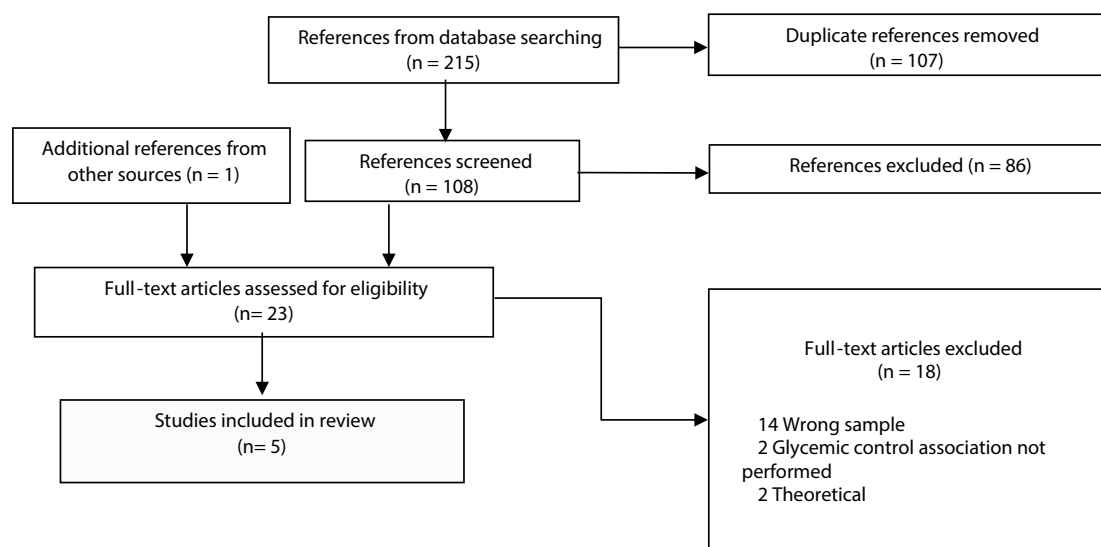 References from database searching
(n = 215)
Duplicate references removed
(n = 107)
Additional references from
other sources (n = 1)
References screened
(n = 108)
References excluded (n = 86)
Full-text articles assessed for eligibility
(n= 23)
Full-text articles excluded
(n = 18)
14 Wrong sample
2 Glycemic control association not
performed
2 Theoretical
Studies included in review
(n= 5)